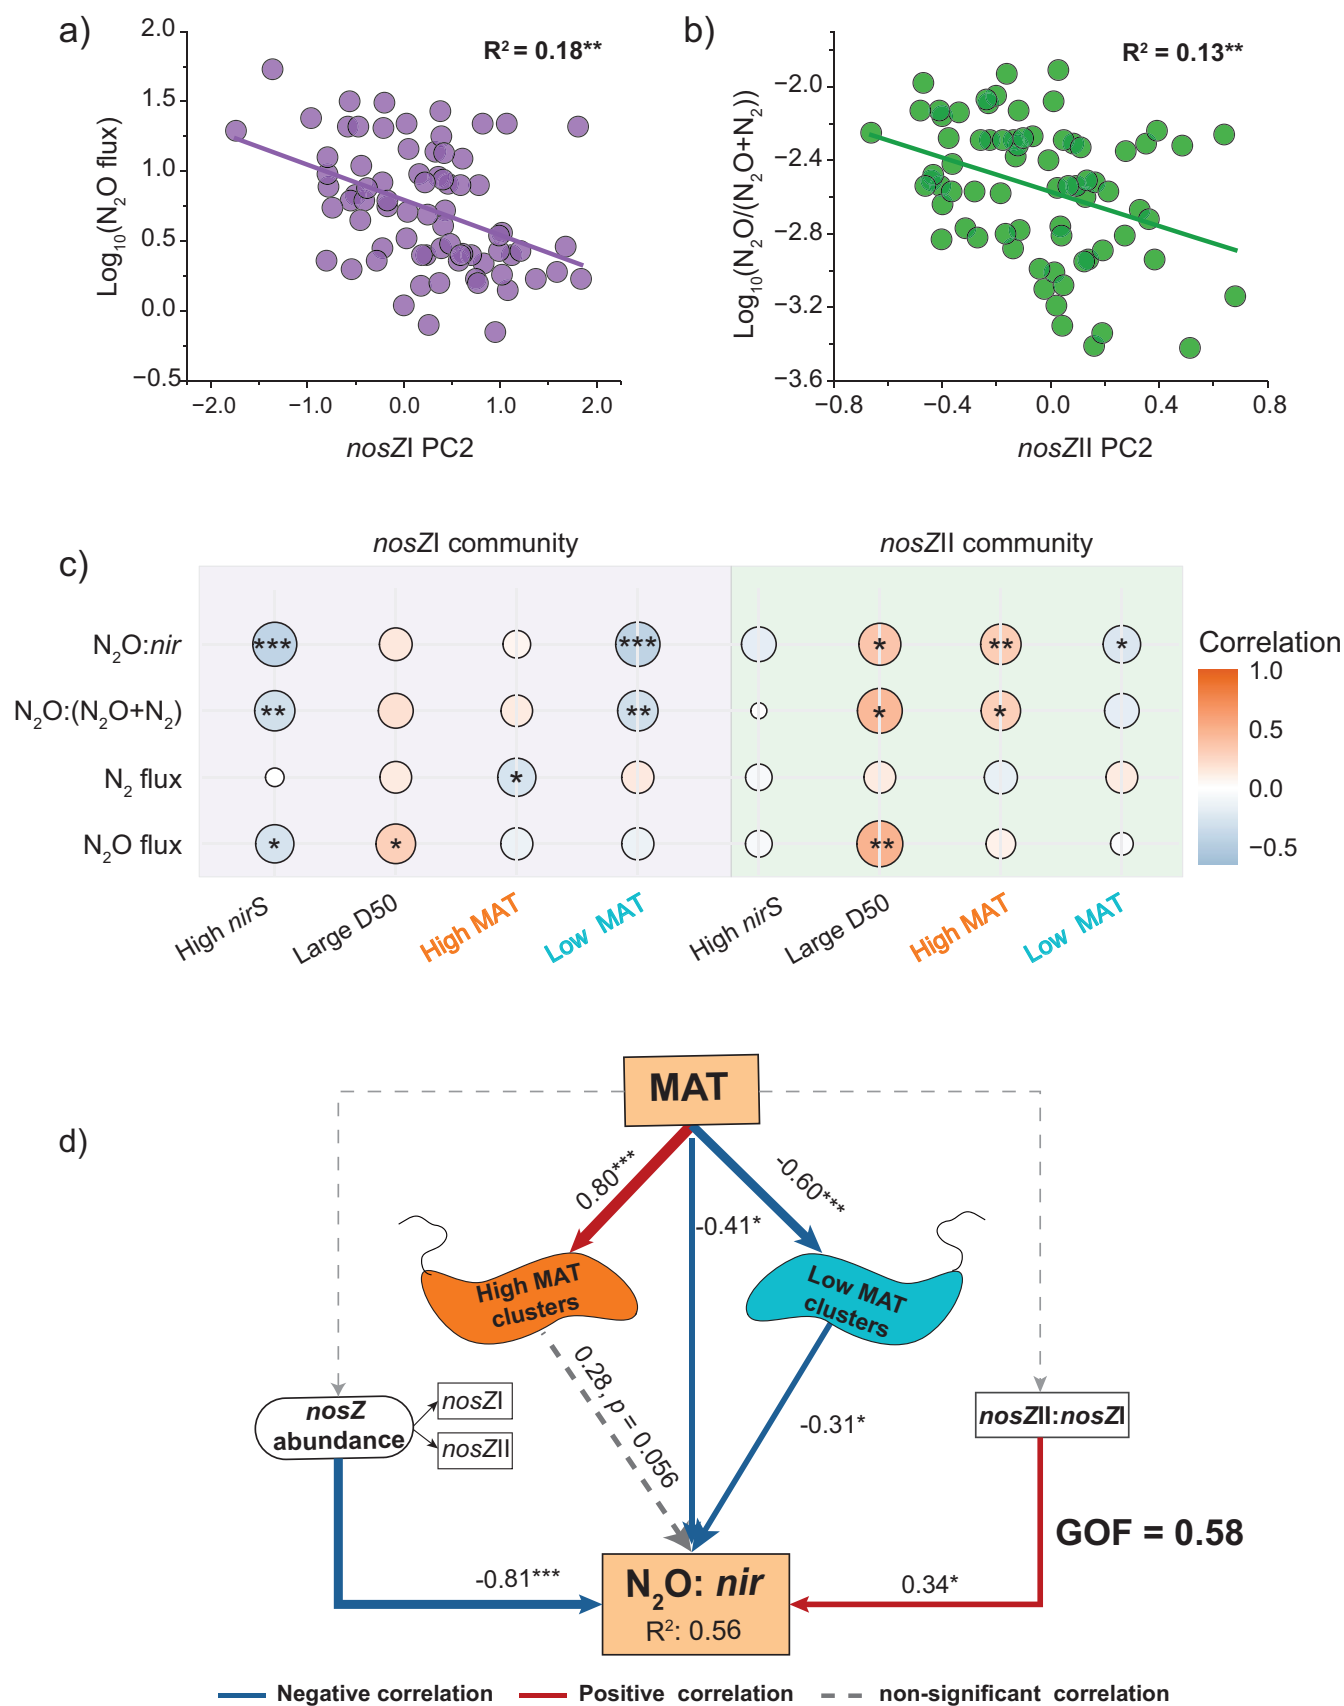 a)
R² = 0.18**
Log₁₀(N₂O flux)
2.0
1.5
1.0
0.5
0.0
−0.5
−2.0 −1.0 0.0 1.0 2.0
nosZI PC2
b)
R² = 0.13**
Log₁₀(N₂O/(N₂O+N₂))
−2.0
−2.4
−2.8
−3.2
−3.6
−0.8 −0.4 0.0 0.4 0.8
nosZII PC2
c)
nosZI community nosZII community
N₂O:nir *** *** * ** *
N₂O:(N₂O+N₂) ** ** * *
N₂ flux *
N₂O flux * * **
High nirS Large D50 High MAT Low MAT High nirS Large D50 High MAT Low MAT
Correlation
1.0
0.5
0.0
−0.5
d)
MAT
0.80***
-0.41*
-0.60***
High MAT
clusters
Low MAT
clusters
0.28, p = 0.056
-0.31*
nosZ
abundance
nosZI
nosZII
nosZII:nosZI
GOF = 0.58
-0.81***
N₂O: nir
R²: 0.56
0.34*
Negative correlation Positive correlation non-significant correlation